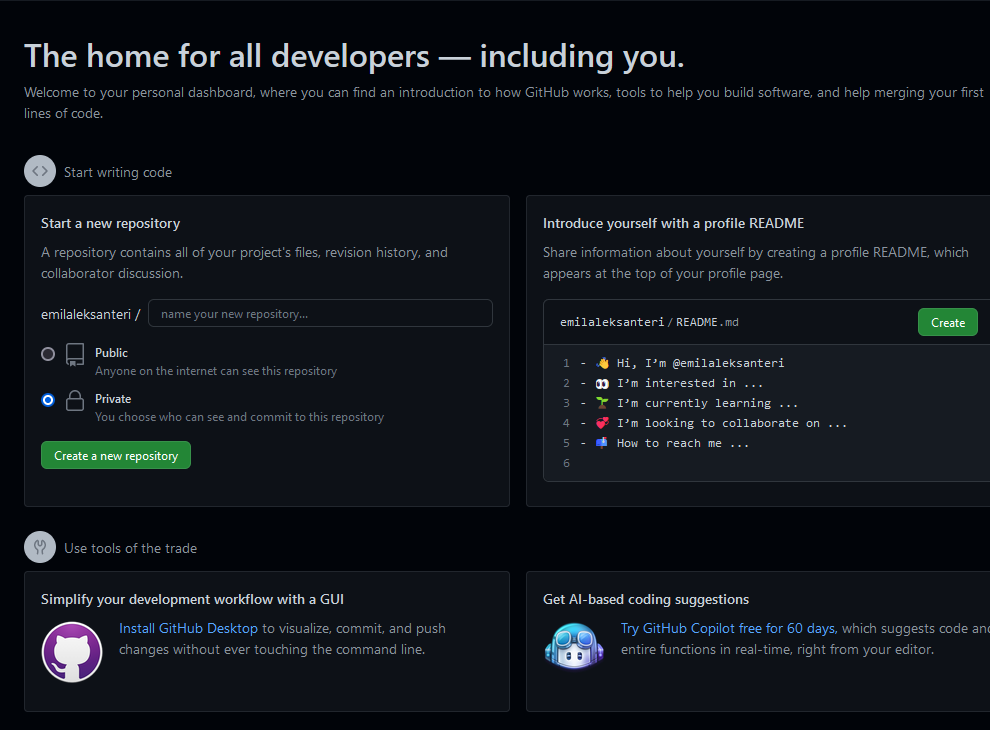 The home for all developers — including you.
Welcome to your personal dashboard, where you can find an introduction to how GitHub works, tools to help you build software, and help merging your first
lines of code.
Start writing code
Start a new repository
A repository contains all of your project's files, revision history, and
collaborator discussion.
emilaleksanteri /
name your new repository...
Public
Anyone on the internet can see this repository
Private
You choose who can see and commit to this repository
Create a new repository
Introduce yourself with a profile README
Share information about yourself by creating a profile README, which
appears at the top of your profile page.
emilaleksanteri / README.md
Create
1 - 👋 Hi, I’m @emilaleksanteri
2 - 👀 I’m interested in ...
3 - 🌱 I’m currently learning ...
4 - 💞️ I’m looking to collaborate on ...
5 - 📫 How to reach me ...
6
Use tools of the trade
Simplify your development workflow with a GUI
Install GitHub Desktop to visualize, commit, and push
changes without ever touching the command line.
Get AI-based coding suggestions
Try GitHub Copilot free for 60 days, which suggests code and
entire functions in real-time, right from your editor.